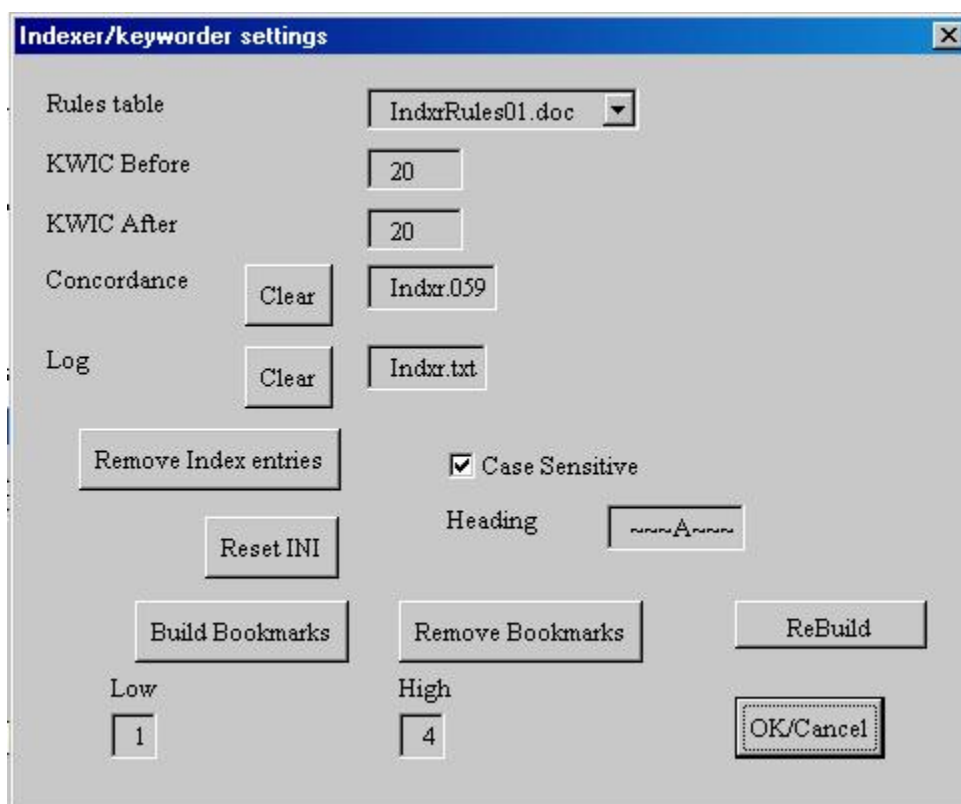 Indexer/keyworder settings
Rules table IndxrRules01.doc
KWIC Before 20
KWIC After 20
Concordance Clear Indxr.059
Log Clear Indxr.txt
Remove Index entries Case Sensitive
Heading ~~~A~~~
Reset INI
Build Bookmarks Remove Bookmarks ReBuild
Low High
1 4 OK/Cancel